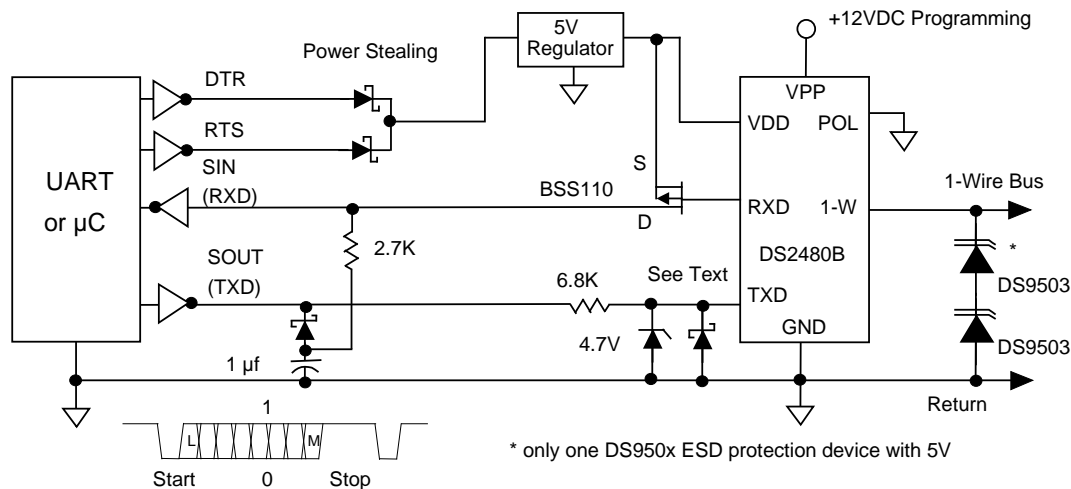 +12VDC Programming
5V
Regulator
Power Stealing
DTR
VPP
VDD
POL
RTS
SIN
(RXD)
S
UART
or µC
BSS110
D
RXD
1-W
1-Wire Bus
2.7K
DS2480B
*
SOUT
(TXD)
6.8K
See Text
TXD
DS9503
GND
4.7V
DS9503
1 µf
Return
1
L
M
* only one DS950x ESD protection device with 5V
Start
0
Stop